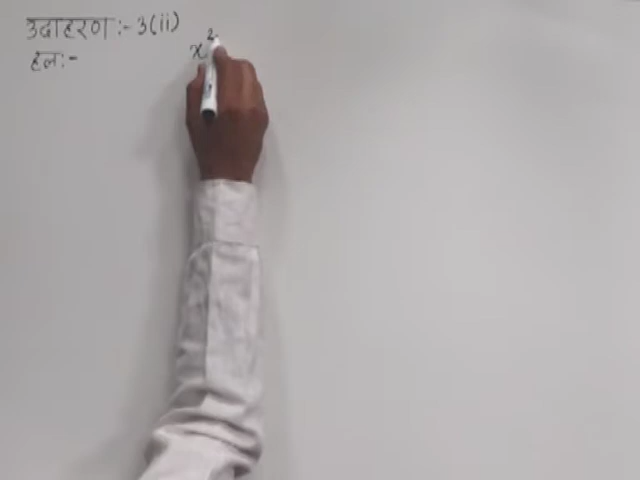 उदाहरण :- 3(ii)
हल :- x²